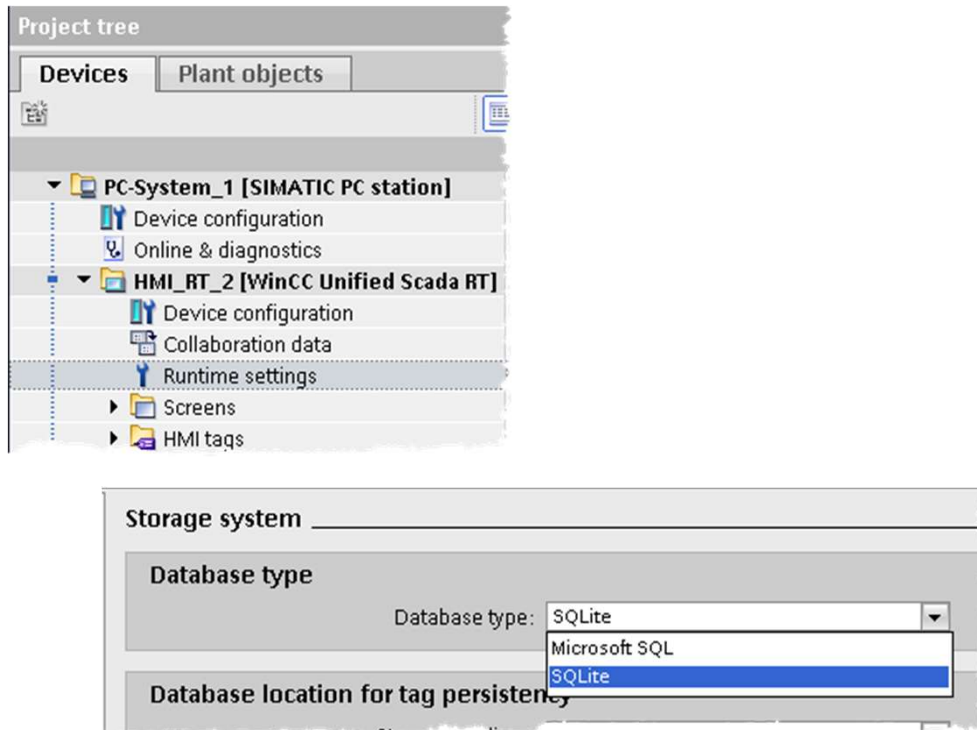 Project tree
Devices Plant objects
PC-System_1 [SIMATIC PC station]
Device configuration
Online & diagnostics
HMI_RT_2 [WinCC Unified Scada RT]
Device configuration
Collaboration data
Runtime settings
Screens
HMI tags
Storage system
Database type
Database type: SQLite
Microsoft SQL
SQLite
Database location for tag persistency